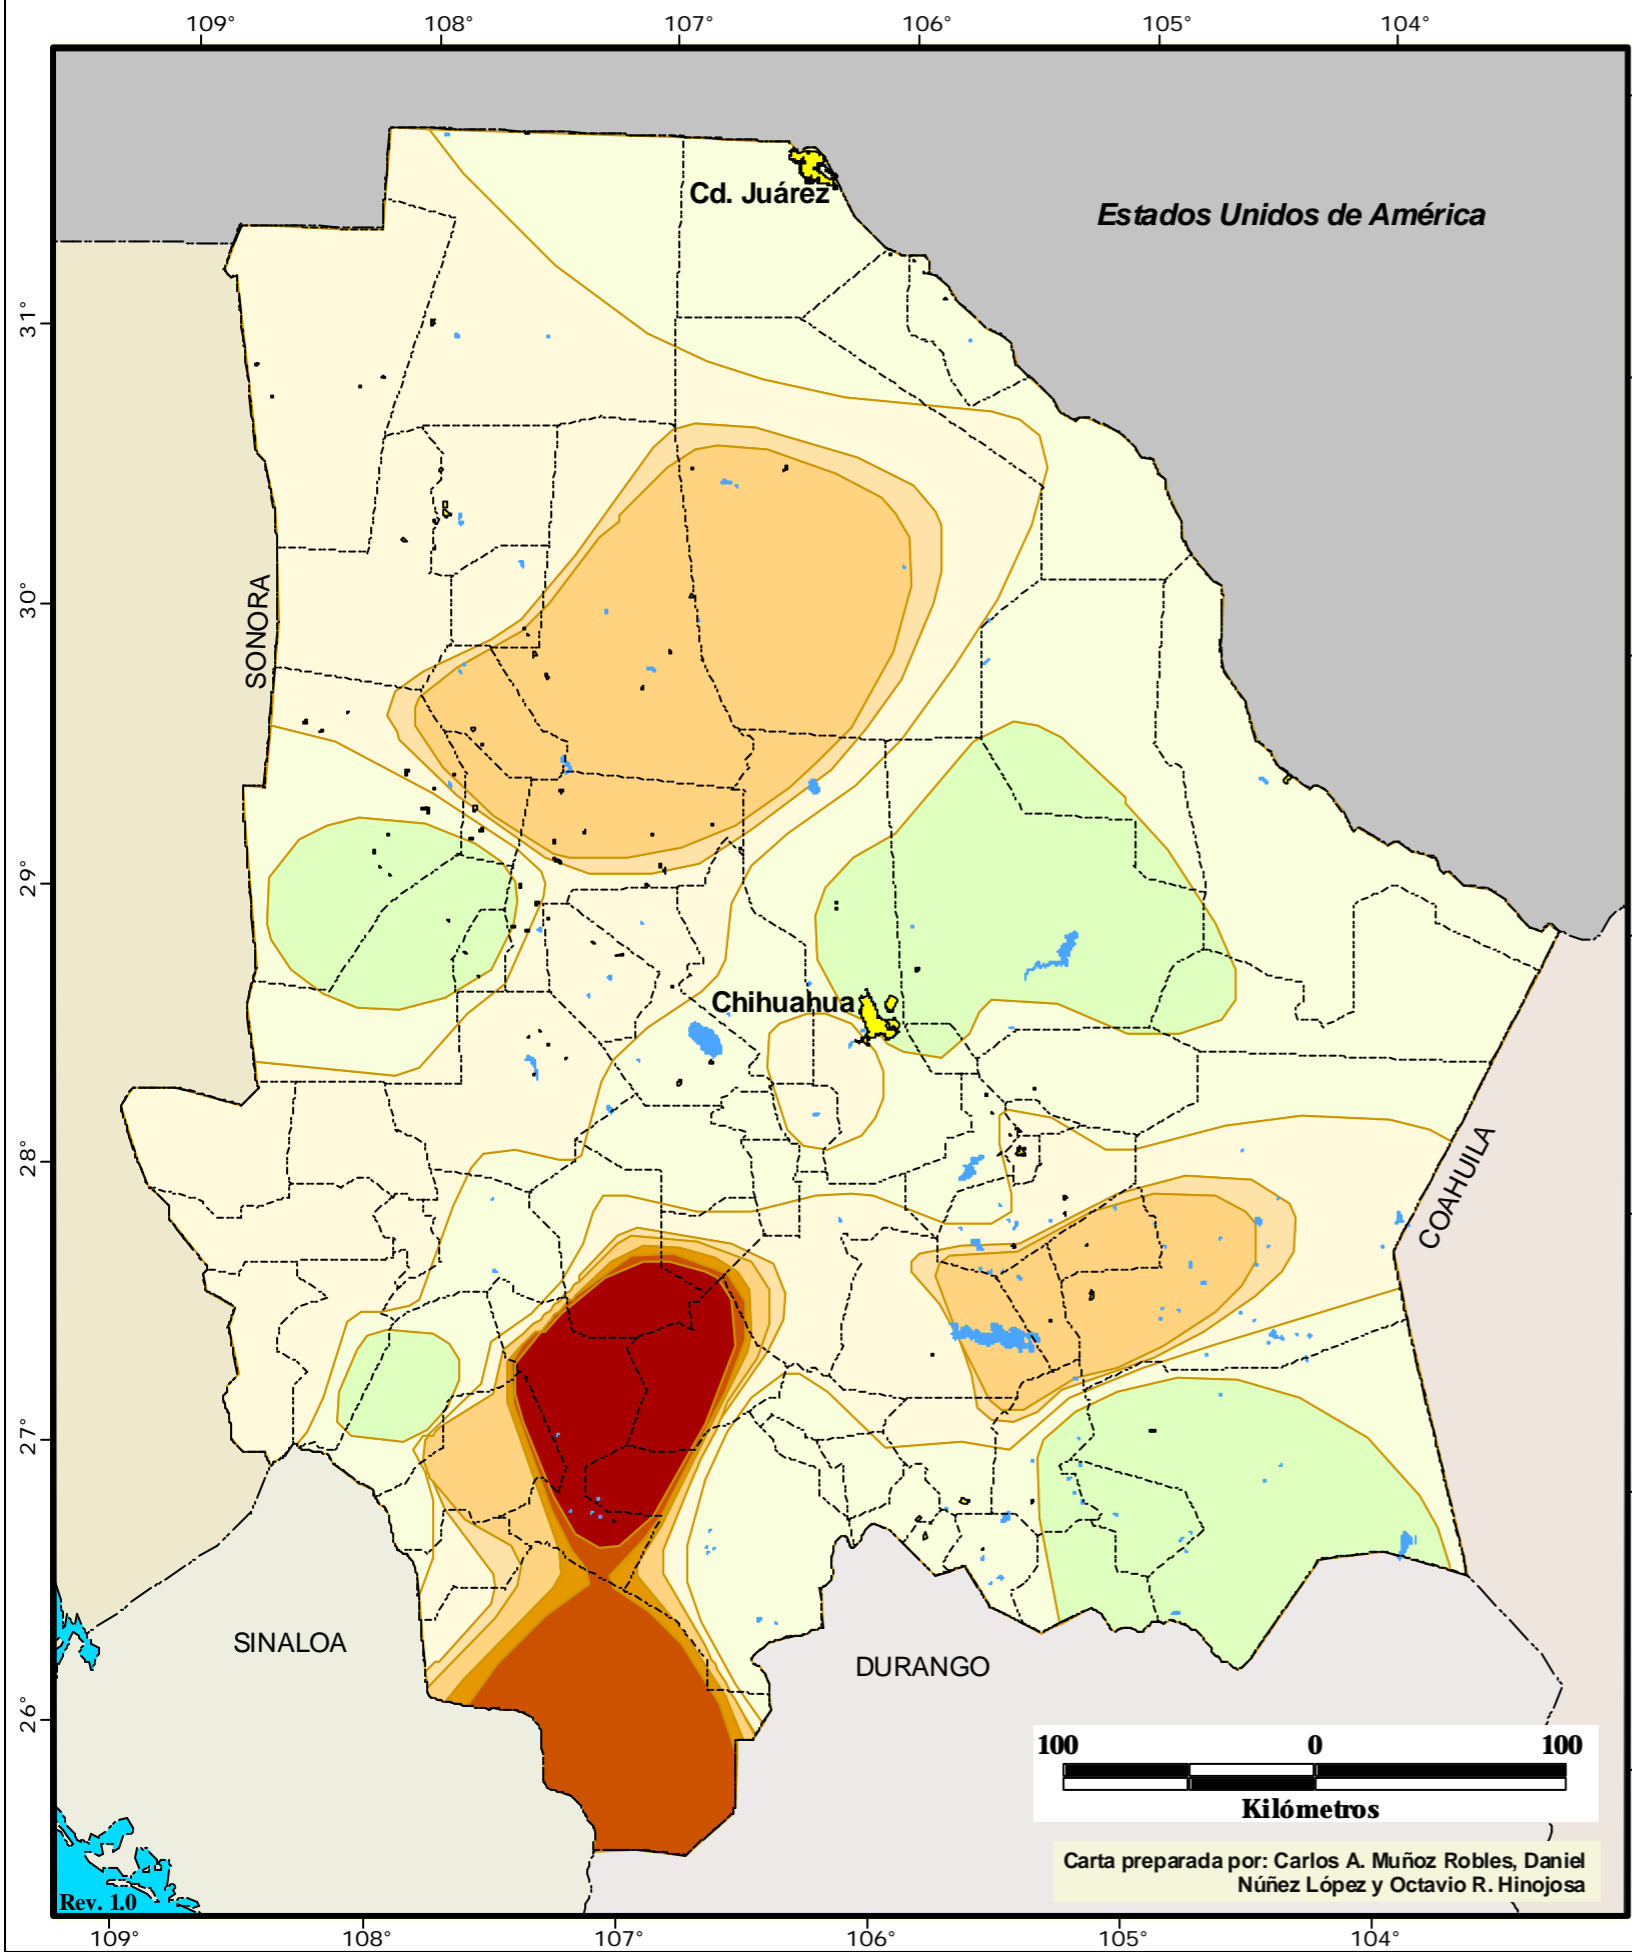 109° 108° 107° 106° 105° 104°
Cd. Juárez
Estados Unidos de América
31°
30°
SONORA
29°
Chihuahua
28°
COAHUILA
27°
SINALOA
DURANGO
26°
100 0 100
Kilómetros
Carta preparada por: Carlos A. Muñoz Robles, Daniel
Núñez López y Octavio R. Hinojosa
Rev. 1.0
109° 108° 107° 106° 105° 104°